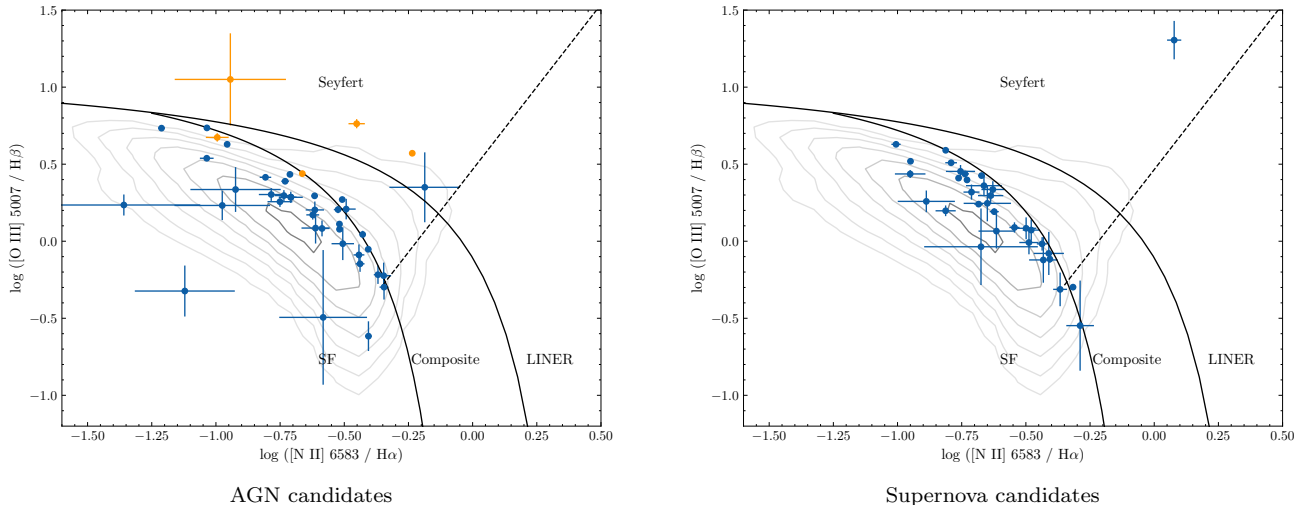 1.5
1.0
0.5
0.0
−0.5
−1.0
log ([O III] 5007 / Hβ)
Seyfert
SF
Composite
LINER
−1.50 −1.25 −1.00 −0.75 −0.50 −0.25 0.00 0.25 0.50
log ([N II] 6583 / Hα)
AGN candidates
1.5
1.0
0.5
0.0
−0.5
−1.0
log ([O III] 5007 / Hβ)
Seyfert
SF
Composite
LINER
−1.50 −1.25 −1.00 −0.75 −0.50 −0.25 0.00 0.25 0.50
log ([N II] 6583 / Hα)
Supernova candidates